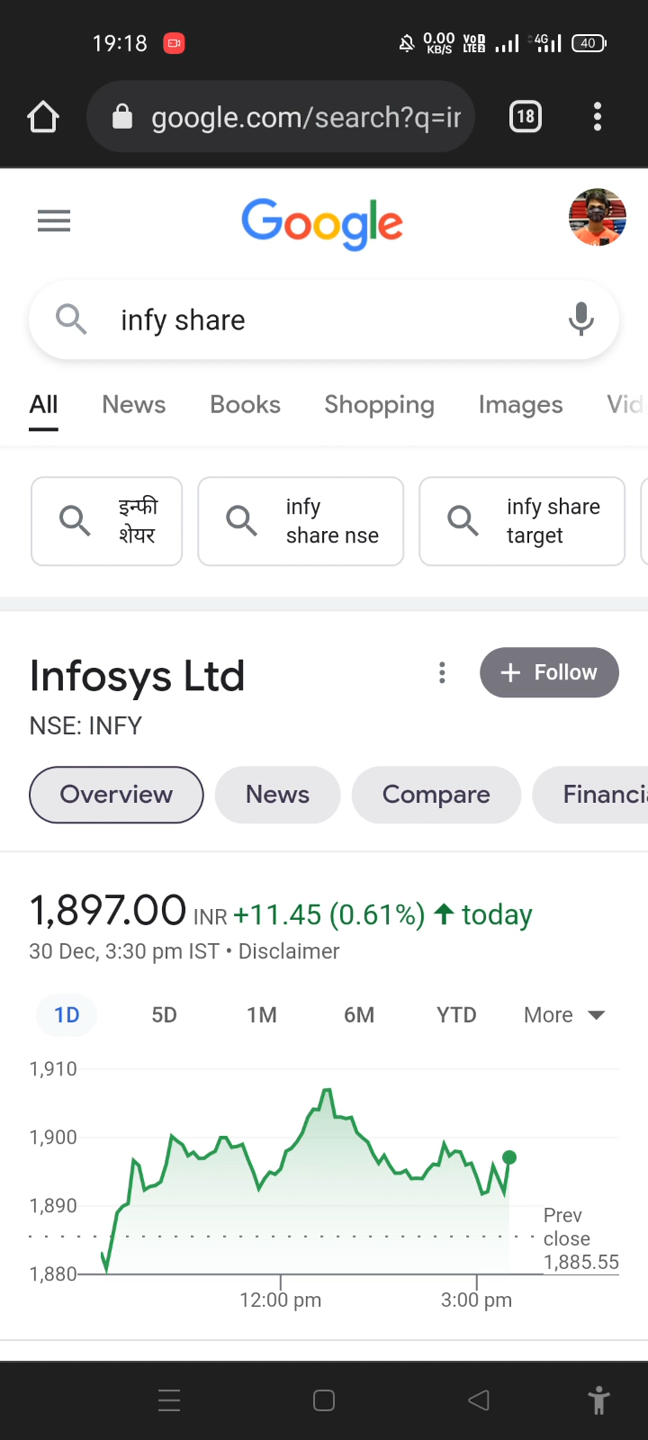 19:18 0.00 KB/S VoD LTE2 4G 40
google.com/search?q=ir 18
Google
infy share
All News Books Shopping Images Vid
इन्फी शेयर
infy share nse
infy share target
Infosys Ltd
+ Follow
NSE: INFY
Overview News Compare Financi
1,897.00 INR +11.45 (0.61%) ↑ today
30 Dec, 3:30 pm IST • Disclaimer
1D 5D 1M 6M YTD More
1,910
1,900
1,890
1,880
Prev
close
1,885.55
12:00 pm 3:00 pm